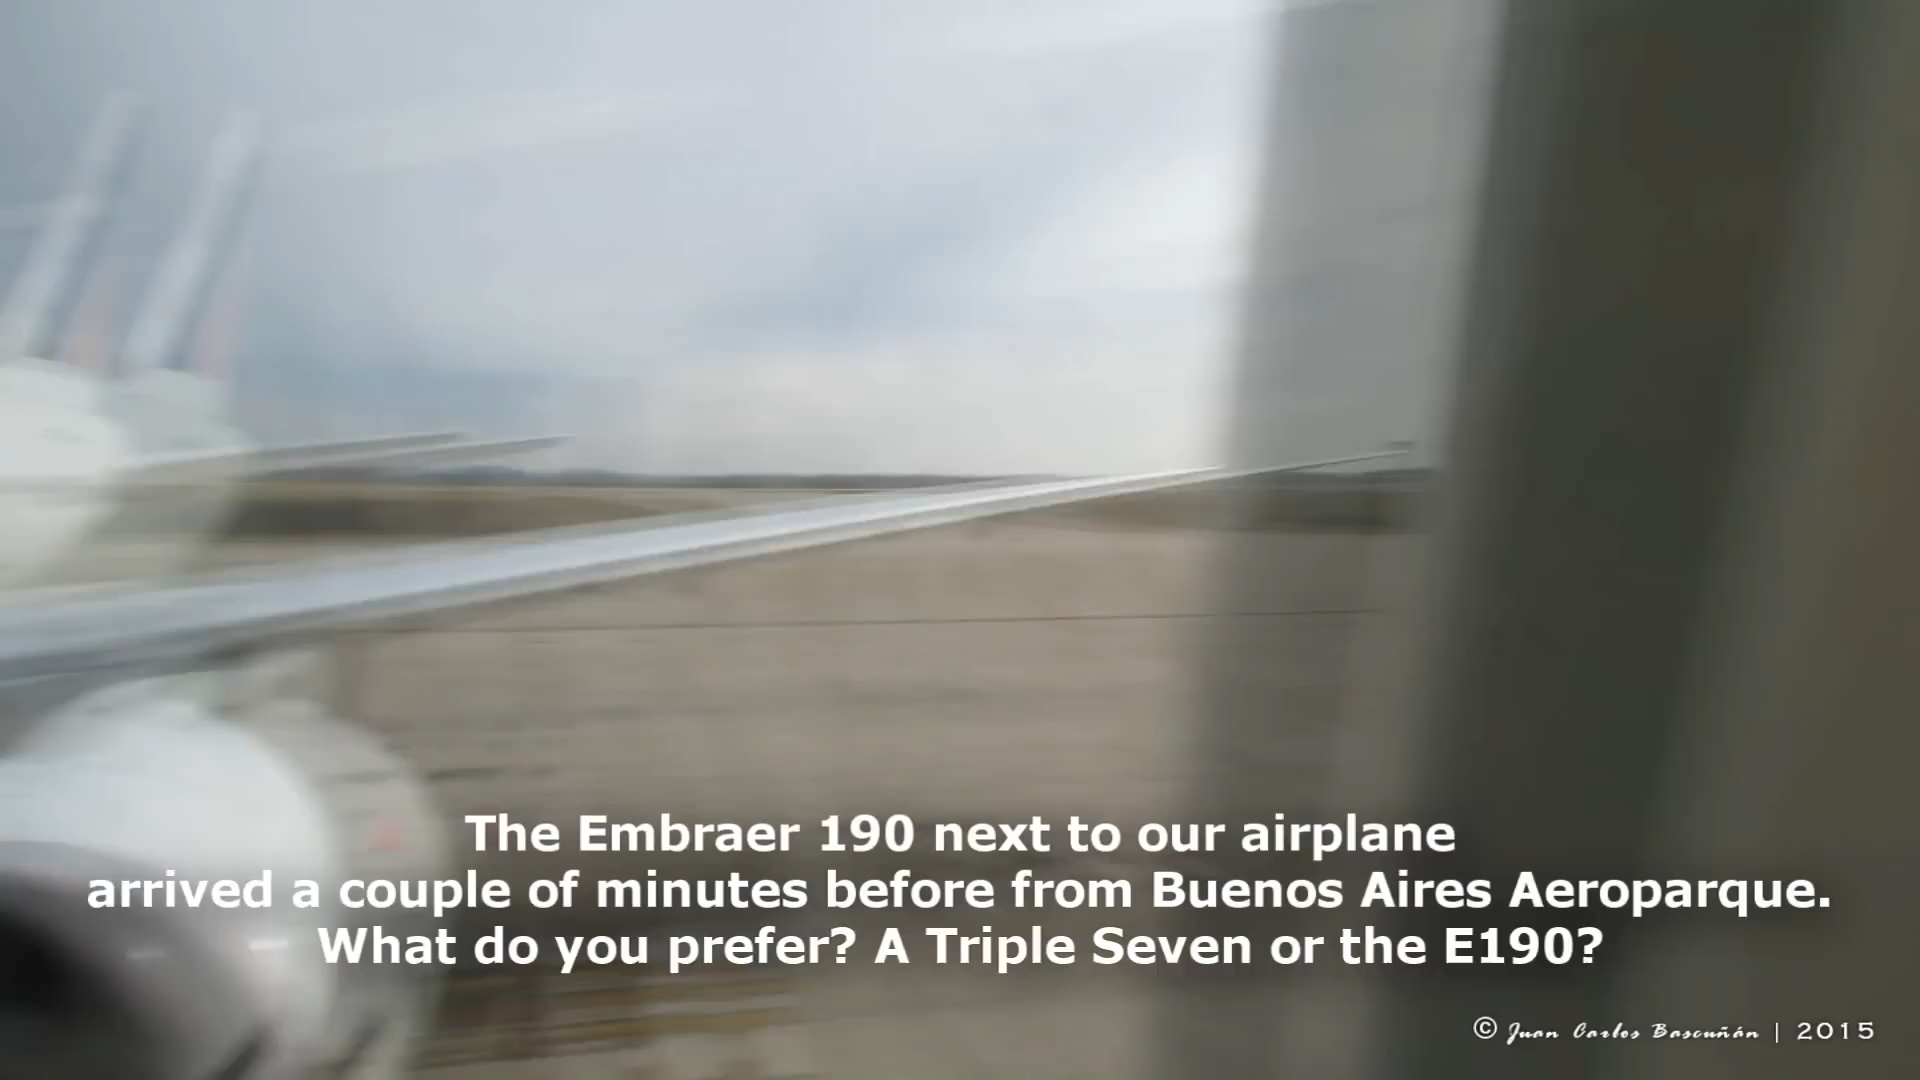 The Embraer 190 next to our airplane
arrived a couple of minutes before from Buenos Aires Aeroparque.
What do you prefer? A Triple Seven or the E190?
© Juan Carlos Bascuñán | 2015